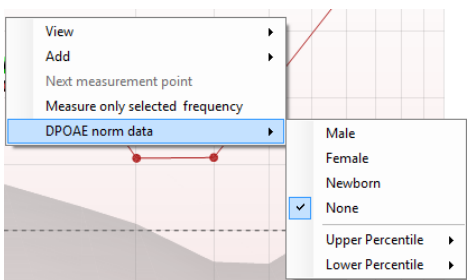 View
Add
Next measurement point
Measure only selected frequency
DPOAE norm data
Male
Female
Newborn
None
Upper Percentile
Lower Percentile